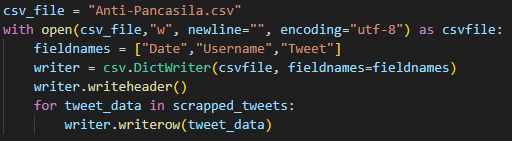 csv_file = "Anti-Pancasila.csv"
with open(csv_file,"w", newline="", encoding="utf-8") as csvfile:
    fieldnames = ["Date","Username","Tweet"]
    writer = csv.DictWriter(csvfile, fieldnames=fieldnames)
    writer.writeheader()
    for tweet_data in scrapped_tweets:
        writer.writerow(tweet_data)